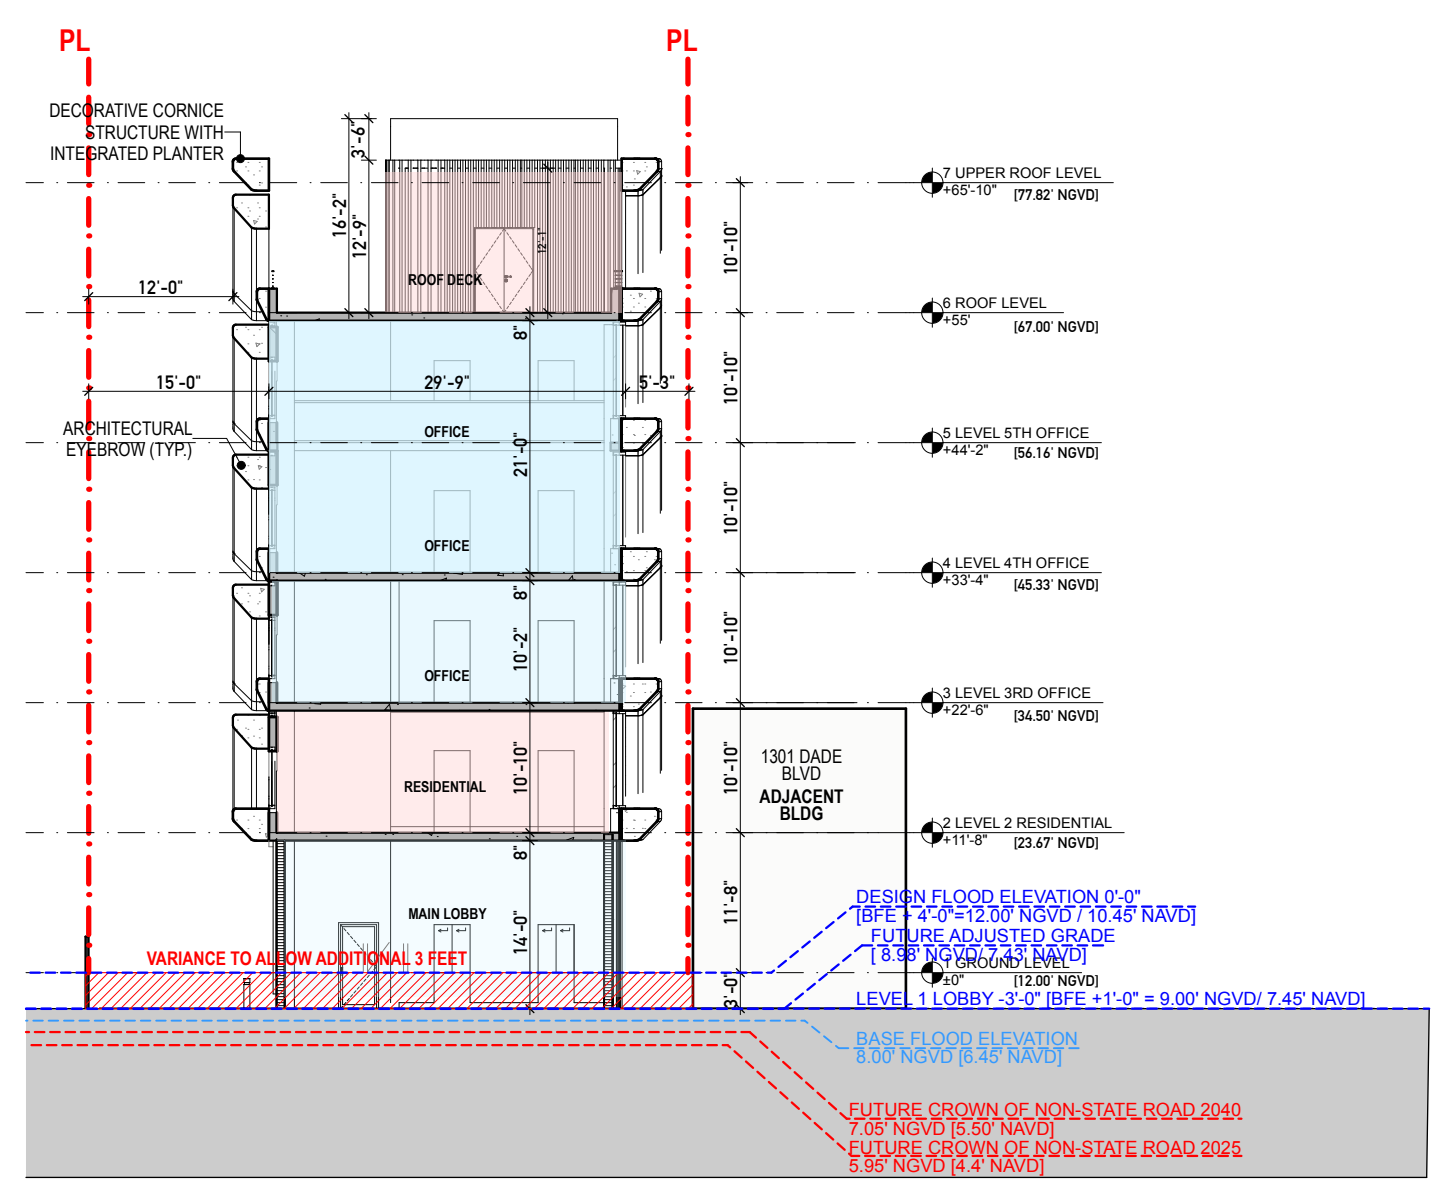 PL
PL
DECORATIVE CORNICE
STRUCTURE WITH
INTEGRATED PLANTER
3'-6"
16'-2"
12'-9"
12'-1"
ROOF DECK
7 UPPER ROOF LEVEL
+65'-10" [77.82' NGVD]
10'-10"
12'-0"
6 ROOF LEVEL
+55' [67.00' NGVD]
8"
15'-0"
29'-9"
5'-3"
10'-10"
ARCHITECTURAL
EYEBROW (TYP.)
OFFICE
21'-0"
5 LEVEL 5TH OFFICE
+44'-2" [56.16' NGVD]
10'-10"
OFFICE
4 LEVEL 4TH OFFICE
+33'-4" [45.33' NGVD]
8"
10'-2"
10'-10"
OFFICE
3 LEVEL 3RD OFFICE
+22'-6" [34.50' NGVD]
1301 DADE
BLVD
ADJACENT
BLDG
10'-10"
10'-10"
RESIDENTIAL
2 LEVEL 2 RESIDENTIAL
+11'-8" [23.67' NGVD]
8"
11'-8"
MAIN LOBBY
14'-0"
DESIGN FLOOD ELEVATION 0'-0"
[BFE + 4'-0"=12.00' NGVD / 10.45' NAVD]
FUTURE ADJUSTED GRADE
[ 8.98' NGVD/ 7.43' NAVD]
VARIANCE TO ALLOW ADDITIONAL 3 FEET
1 GROUND LEVEL
±0" [12.00' NGVD]
3'-0"
LEVEL 1 LOBBY -3'-0" [BFE +1'-0" = 9.00' NGVD/ 7.45' NAVD]
BASE FLOOD ELEVATION
8.00' NGVD [6.45' NAVD]
FUTURE CROWN OF NON-STATE ROAD 2040
7.05' NGVD [5.50' NAVD]
FUTURE CROWN OF NON-STATE ROAD 2025
5.95' NGVD [4.4' NAVD]